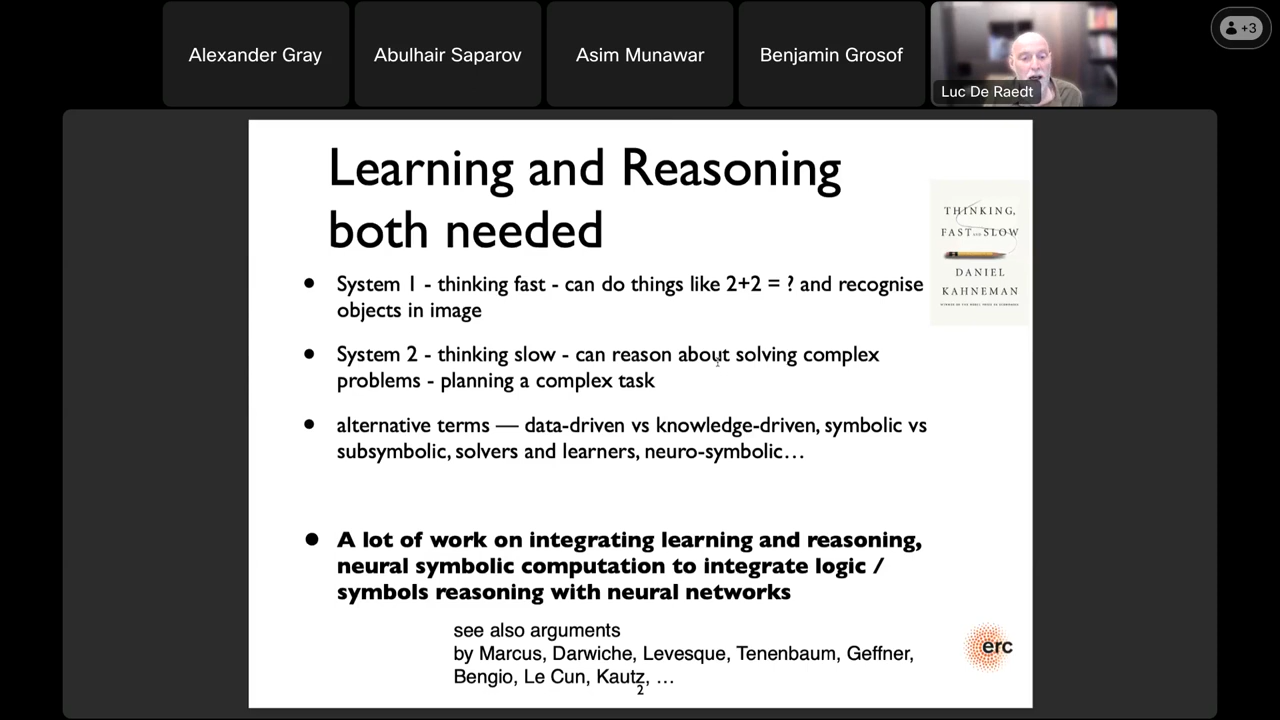 Alexander Gray
Abulhair Saparov
Asim Munawar
Benjamin Grosof
Luc De Raedt
+3
Learning and Reasoning
both needed
THINKING,
FAST AND SLOW
DANIEL
KAHNEMAN
• System 1 - thinking fast - can do things like 2+2 = ? and recognise
objects in image
• System 2 - thinking slow - can reason about solving complex
problems - planning a complex task
• alternative terms — data-driven vs knowledge-driven, symbolic vs
subsymbolic, solvers and learners, neuro-symbolic…
• A lot of work on integrating learning and reasoning,
neural symbolic computation to integrate logic /
symbols reasoning with neural networks
see also arguments
by Marcus, Darwiche, Levesque, Tenenbaum, Geffner,
Bengio, Le Cun, Kautz, …
erc
2